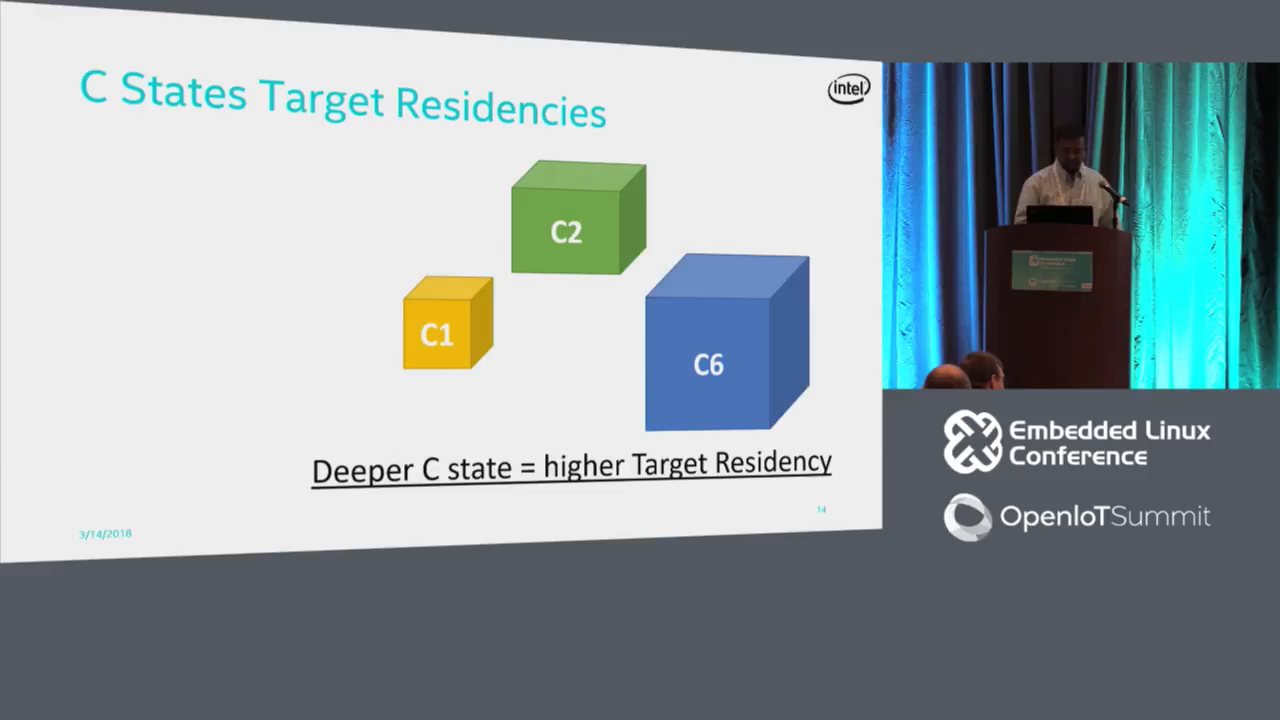 C States Target Residencies
intel
C2
C1
C6
Deeper C state = higher Target Residency
14
3/14/2018
Embedded Linux
Conference
OpenIoTSummit